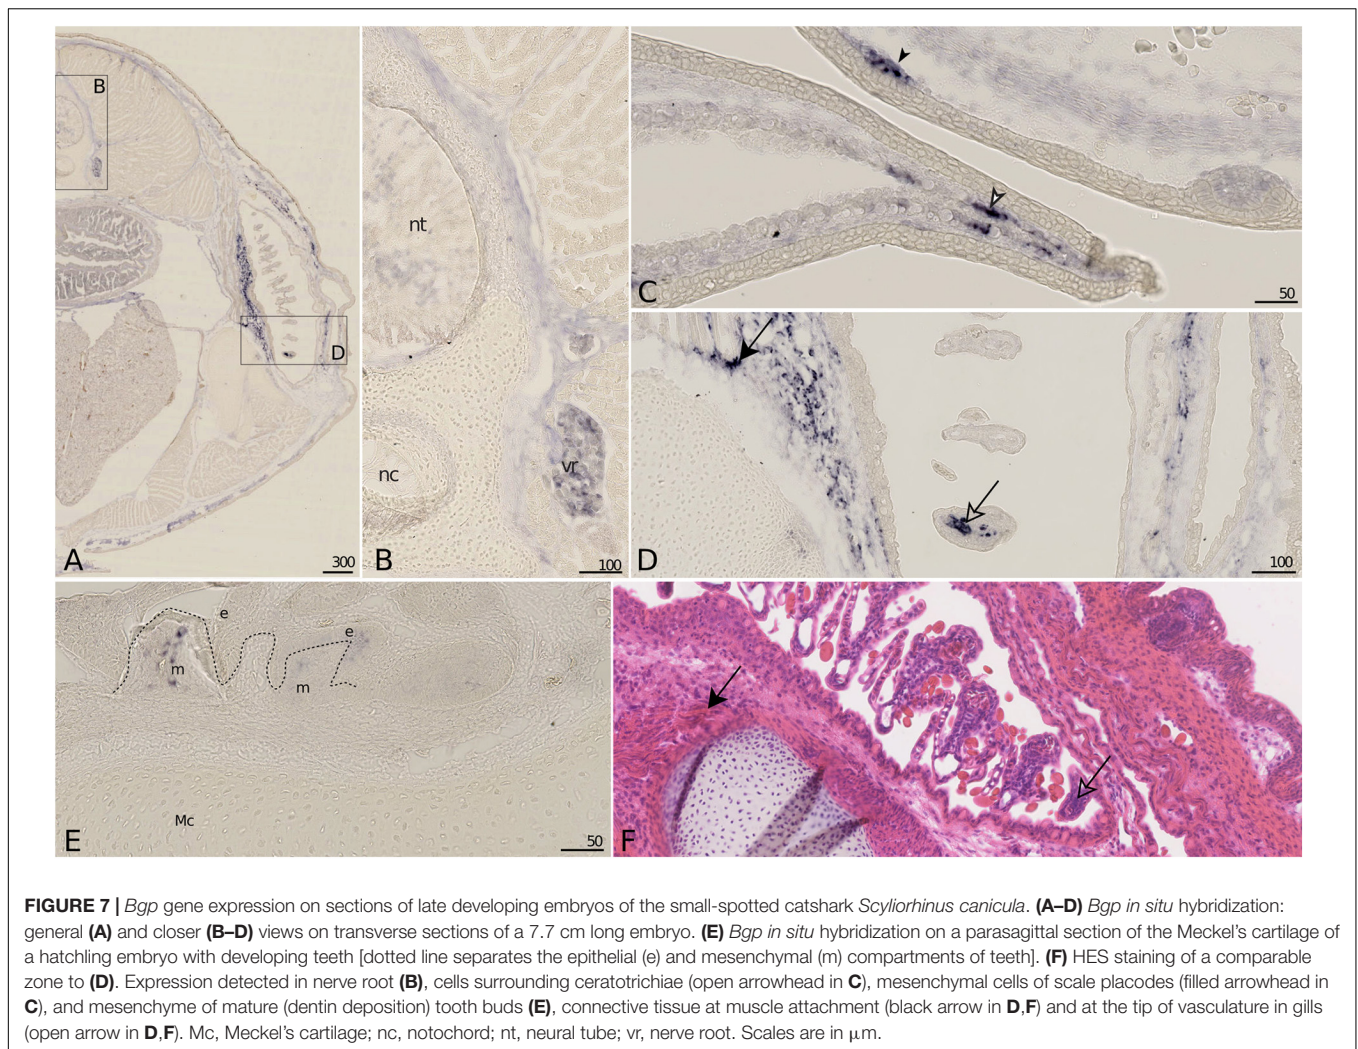 B
D
A
300
nt
nc
vr
B
100
C
50
D
100
e
e
m
m
Mc
E
50
F
FIGURE 7 | Bgp gene expression on sections of late developing embryos of the small-spotted catshark Scyliorhinus canicula. (A–D) Bgp in situ hybridization:
general (A) and closer (B–D) views on transverse sections of a 7.7 cm long embryo. (E) Bgp in situ hybridization on a parasagittal section of the Meckel's cartilage of
a hatchling embryo with developing teeth [dotted line separates the epithelial (e) and mesenchymal (m) compartments of teeth]. (F) HES staining of a comparable
zone to (D). Expression detected in nerve root (B), cells surrounding ceratotrichiae (open arrowhead in C), mesenchymal cells of scale placodes (filled arrowhead in
C), and mesenchyme of mature (dentin deposition) tooth buds (E), connective tissue at muscle attachment (black arrow in D,F) and at the tip of vasculature in gills
(open arrow in D,F). Mc, Meckel's cartilage; nc, notochord; nt, neural tube; vr, nerve root. Scales are in μm.